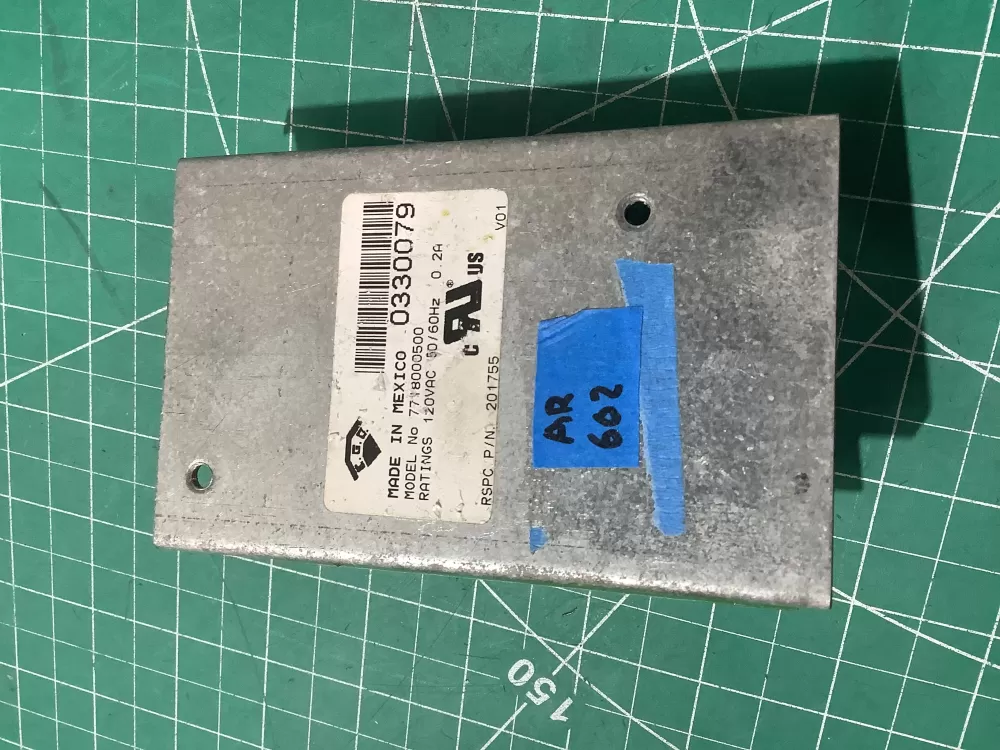 L.G.O.
0330079
MADE IN MEXICO
MODEL No 7718000500
RATINGS 120VAC 50/60Hz 0.2A
C US ®
RSPC P/N. 201755 V01
AR
602
150